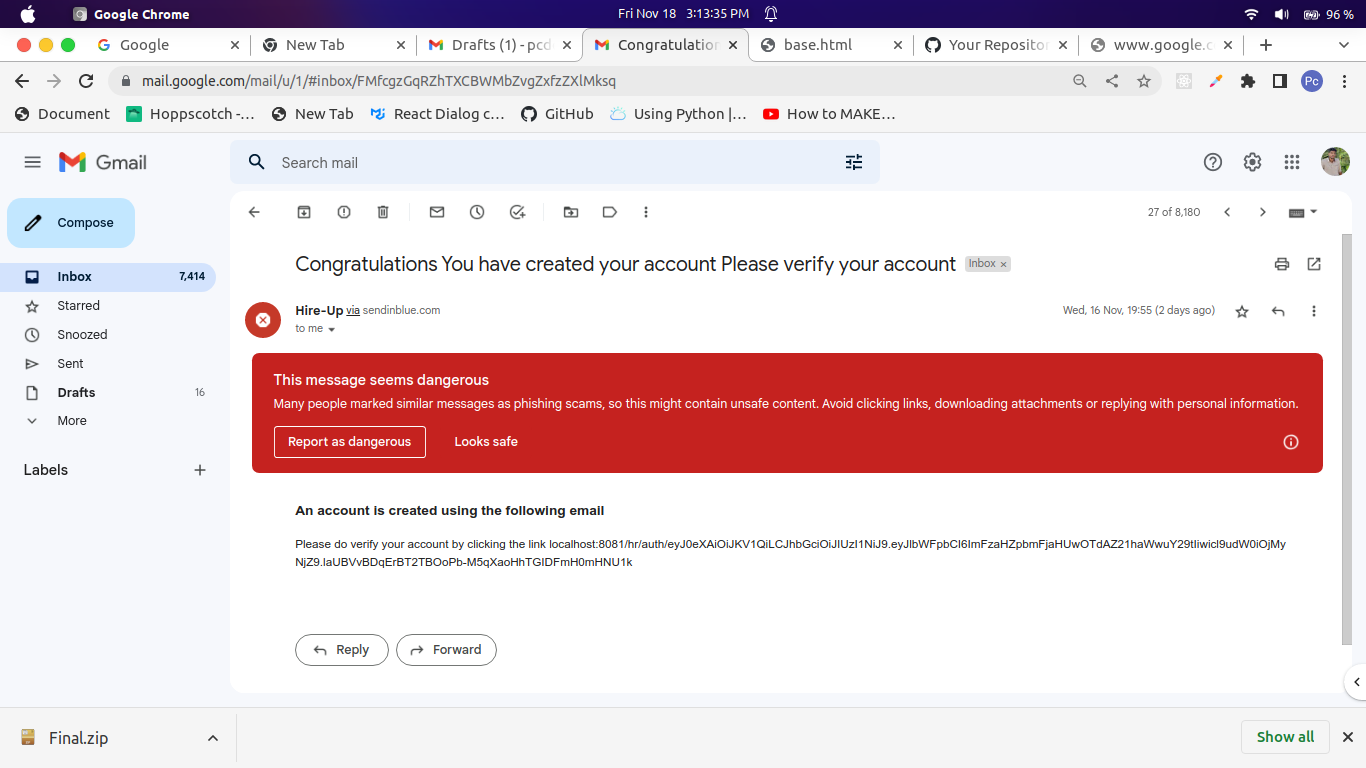 Google Chrome
Fri Nov 18 3:13:35 PM
96 %
Google
New Tab
Drafts (1) - pcd
Congratulation
base.html
Your Reposito
www.google.c
mail.google.com/mail/u/1/#inbox/FMfcgzGqRZhTXCBWMbZvgZxfzZXlMksq
Pc
Document
Hoppscotch -...
New Tab
React Dialog c...
GitHub
Using Python |...
How to MAKE...
Gmail
Search mail
Compose
27 of 8,180
Inbox 7,414
Starred
Snoozed
Sent
Drafts 16
More
Labels
Congratulations You have created your account Please verify your account Inbox
Hire-Up via sendinblue.com
Wed, 16 Nov, 19:55 (2 days ago)
to me
This message seems dangerous
Many people marked similar messages as phishing scams, so this might contain unsafe content. Avoid clicking links, downloading attachments or replying with personal information.
Report as dangerous
Looks safe
An account is created using the following email
Please do verify your account by clicking the link localhost:8081/hr/auth/eyJ0eXAiOiJKV1QiLCJhbGciOiJIUzI1NiJ9.eyJlbWFpbCI6ImFzaHZpbmFjaHUwOTdAZ21haWwuY29tIiwicl9udW0iOjMy
NjZ9.laUBVvBDqErBT2TBOoPb-M5qXaoHhTGIDFmH0mHNU1k
Reply
Forward
Final.zip
Show all